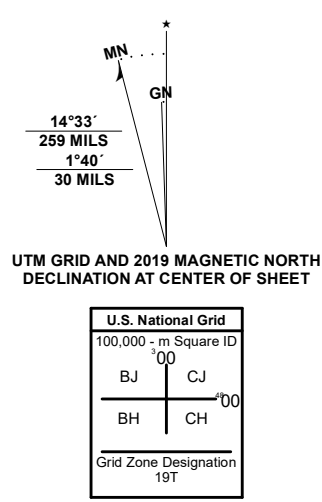 ★
MN
GN
14°33´
259 MILS
1°40´
30 MILS
UTM GRID AND 2019 MAGNETIC NORTH
DECLINATION AT CENTER OF SHEET
U.S. National Grid
100,000 - m Square ID
³00
BJ CJ
⁴⁸00
BH CH
Grid Zone Designation
19T